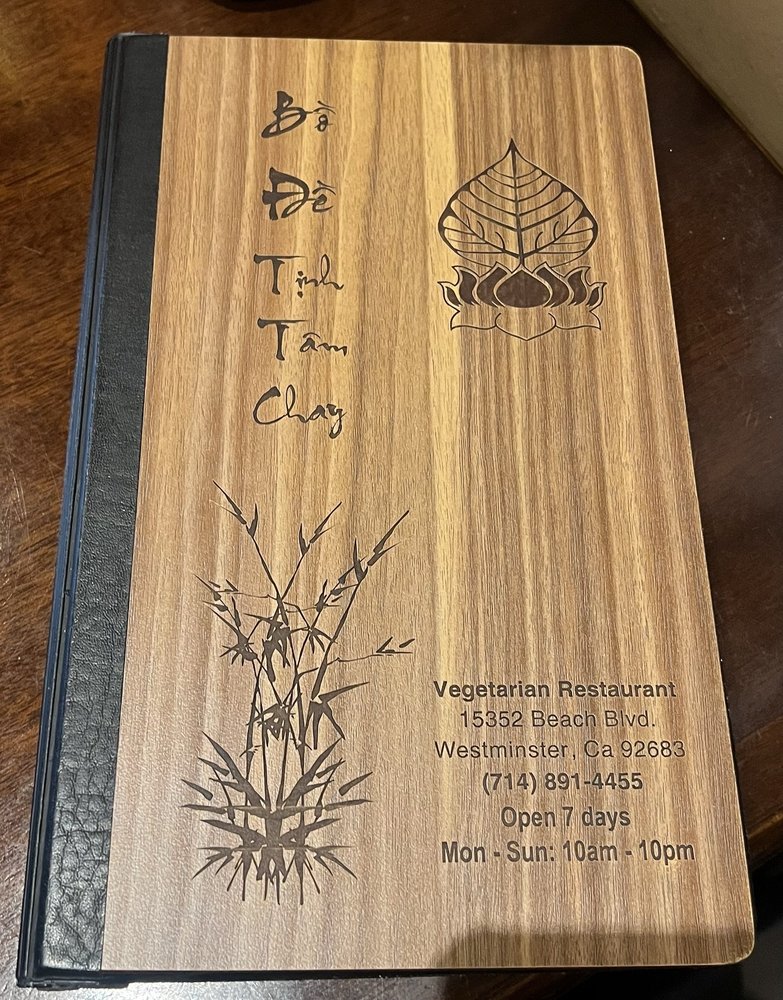 Bồ
Đề
Tịnh
Tâm
Chay
Vegetarian Restaurant
15352 Beach Blvd.
Westminster, Ca 92683
(714) 891-4455
Open 7 days
Mon - Sun: 10am - 10pm